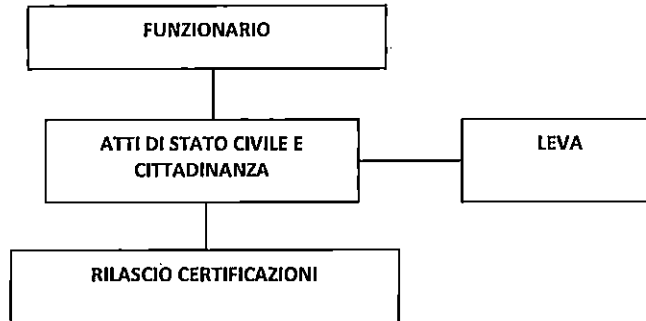 FUNZIONARIO
ATTI DI STATO CIVILE E
CITTADINANZA
LEVA
RILASCIO CERTIFICAZIONI